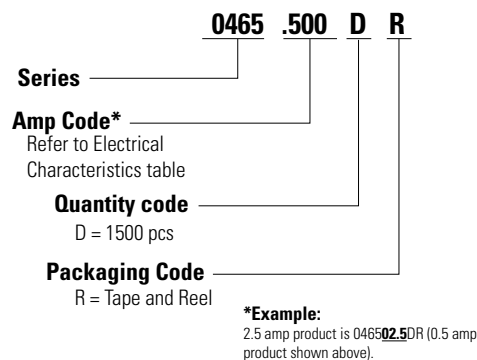 0465 .500 D R
Series
Amp Code*
Refer to Electrical
Characteristics table
Quantity code
D = 1500 pcs
Packaging Code
R = Tape and Reel
*Example:
2.5 amp product is 046502.5DR (0.5 amp
product shown above).